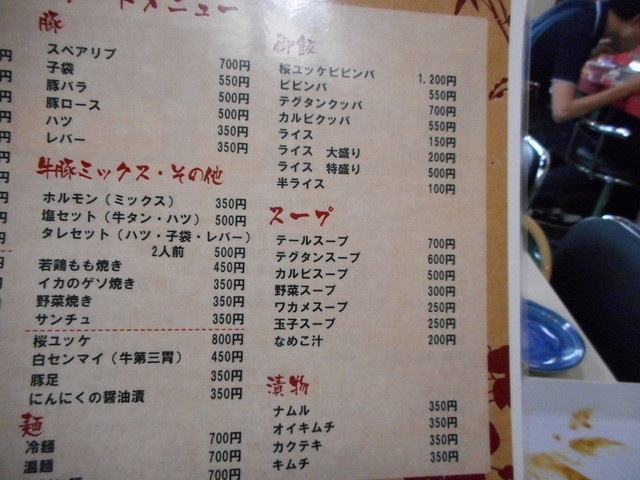 ードメニュー
豚
スペアリブ 700円
子袋 550円
豚バラ 500円
豚ロース 500円
ハツ 350円
レバー 350円
牛豚ミックス・その他
ホルモン（ミックス） 350円
塩セット（牛タン・ハツ） 500円
タレセット（ハツ・子袋・レバー）
2人前 500円
若鶏もも焼き 450円
イカのゲソ焼き 350円
野菜焼き 350円
サンチュ 350円
桜ユッケ 800円
白センマイ（牛第三胃） 450円
豚足 350円
にんにくの醤油漬 350円
麺
冷麺 700円
温麺 700円
700円
御飯
桜ユッケビビンバ 1,200円
ビビンバ 550円
テグタンクッパ 700円
カルビクッパ 550円
ライス 150円
ライス 大盛り 200円
ライス 特盛り 500円
半ライス 100円
スープ
テールスープ 700円
テグタンスープ 600円
カルビスープ 500円
野菜スープ 300円
ワカメスープ 250円
玉子スープ 250円
なめこ汁 200円
漬物
ナムル 350円
オイキムチ 350円
カクテキ 350円
キムチ 350円